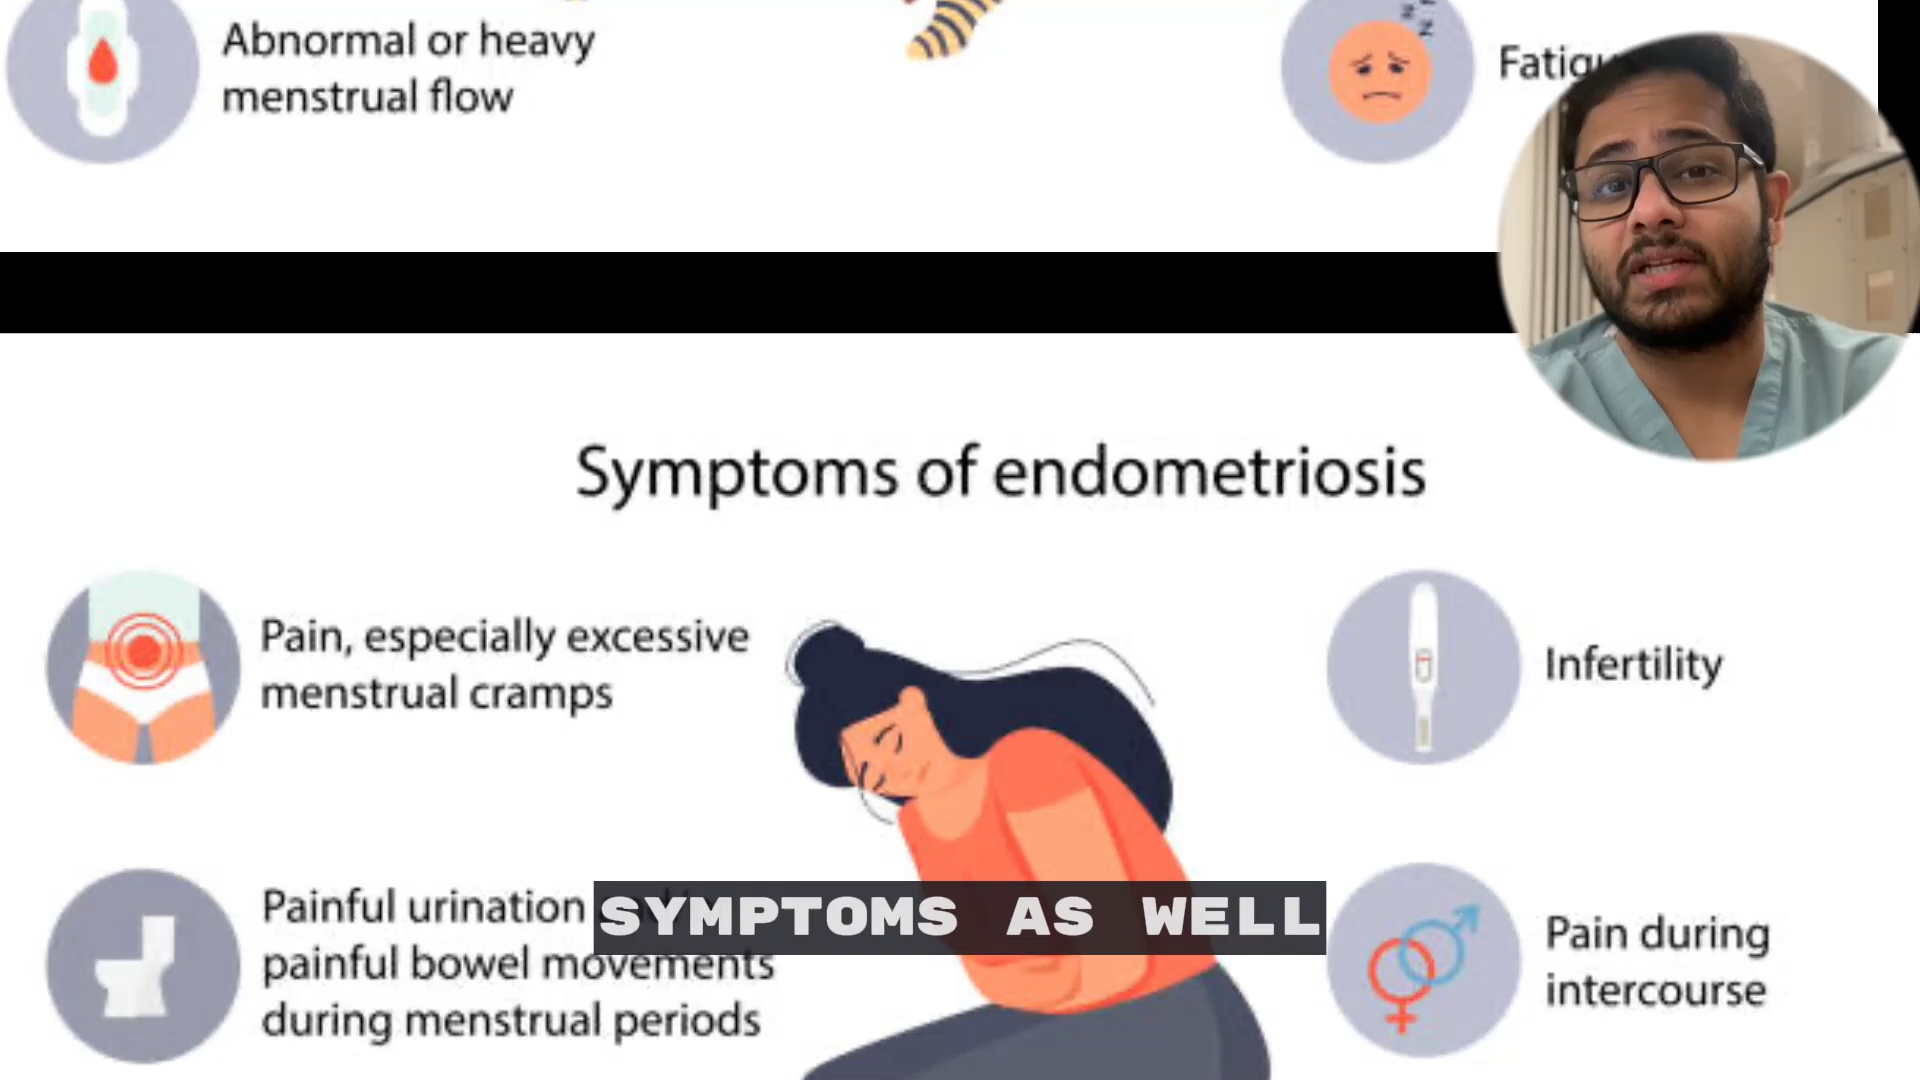 Abnormal or heavy
menstrual flow
Symptoms of endometriosis
Pain, especially excessive
menstrual cramps
Infertility
Painful urination
painful bowel movements
during menstrual periods
SYMPTOMS AS WELL
Pain during
intercourse